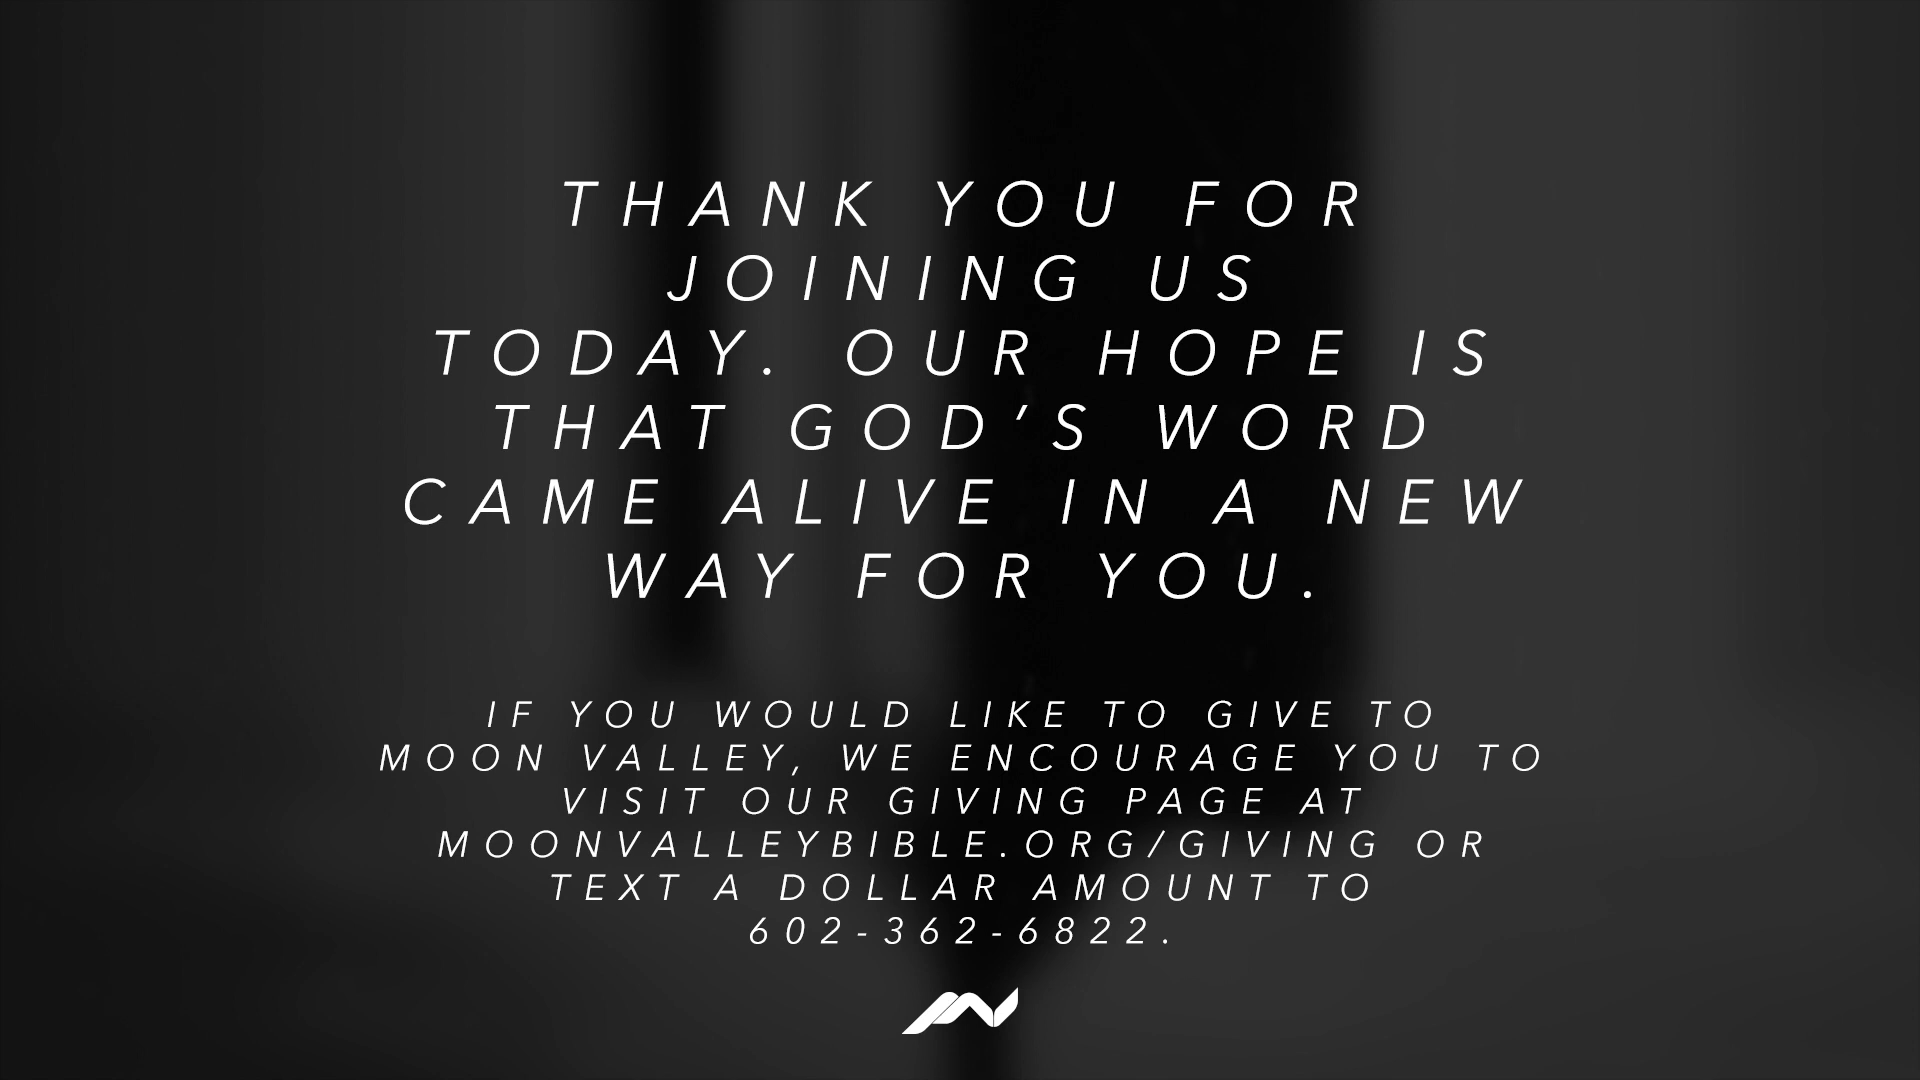 THANK YOU FOR
JOINING US
TODAY. OUR HOPE IS
THAT GOD’S WORD
CAME ALIVE IN A NEW
WAY FOR YOU.
IF YOU WOULD LIKE TO GIVE TO
MOON VALLEY, WE ENCOURAGE YOU TO
VISIT OUR GIVING PAGE AT
MOONVALLEYBIBLE.ORG/GIVING OR
TEXT A DOLLAR AMOUNT TO
602-362-6822.